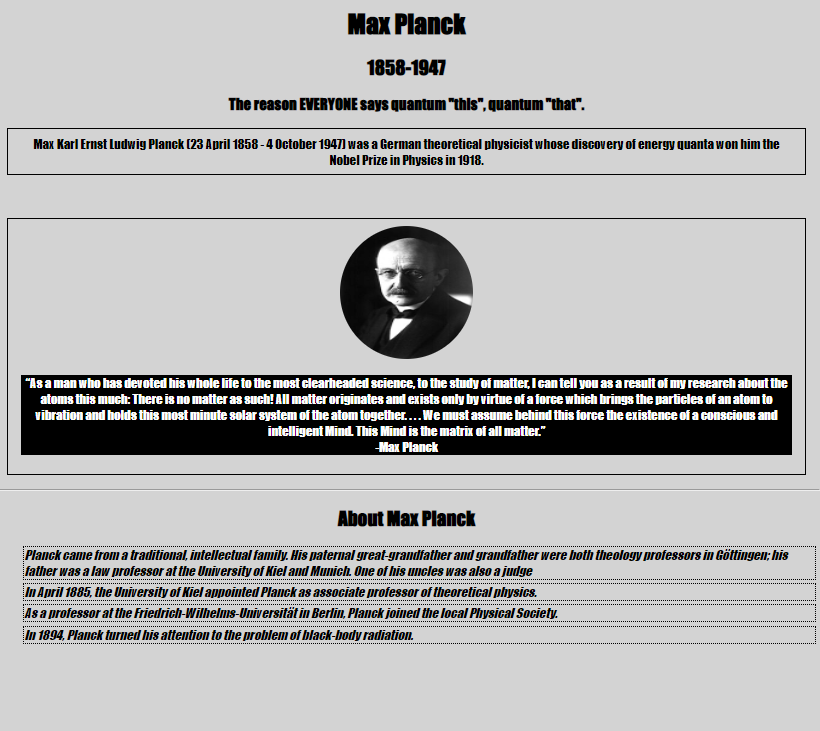 Max Planck
1858-1947
The reason EVERYONE says quantum "this", quantum "that".
Max Karl Ernst Ludwig Planck (23 April 1858 - 4 October 1947) was a German theoretical physicist whose discovery of energy quanta won him the
Nobel Prize in Physics in 1918.
“As a man who has devoted his whole life to the most clearheaded science, to the study of matter, I can tell you as a result of my research about the
atoms this much: There is no matter as such! All matter originates and exists only by virtue of a force which brings the particles of an atom to
vibration and holds this most minute solar system of the atom together. . . . We must assume behind this force the existence of a conscious and
intelligent Mind. This Mind is the matrix of all matter.”
-Max Planck
About Max Planck
Planck came from a traditional, intellectual family. His paternal great-grandfather and grandfather were both theology professors in Göttingen; his
father was a law professor at the University of Kiel and Munich. One of his uncles was also a judge
In April 1885, the University of Kiel appointed Planck as associate professor of theoretical physics.
As a professor at the Friedrich-Wilhelms-Universität in Berlin, Planck joined the local Physical Society.
In 1894, Planck turned his attention to the problem of black-body radiation.